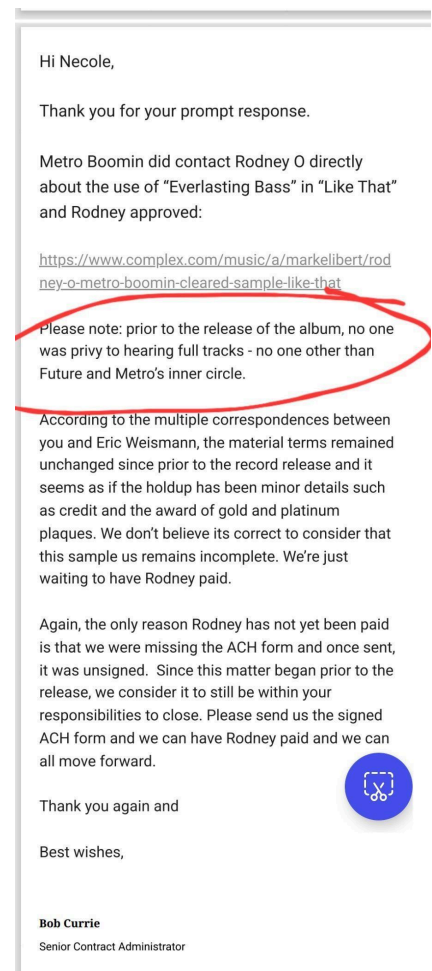 Hi Necole,
Thank you for your prompt response.
Metro Boomin did contact Rodney O directly
about the use of “Everlasting Bass” in “Like That”
and Rodney approved:
https://www.complex.com/music/a/markelibert/rod
ney-o-metro-boomin-cleared-sample-like-that
Please note: prior to the release of the album, no one
was privy to hearing full tracks - no one other than
Future and Metro’s inner circle.
According to the multiple correspondences between
you and Eric Weismann, the material terms remained
unchanged since prior to the record release and it
seems as if the holdup has been minor details such
as credit and the award of gold and platinum
plaques. We don’t believe its correct to consider that
this sample us remains incomplete. We’re just
waiting to have Rodney paid.
Again, the only reason Rodney has not yet been paid
is that we were missing the ACH form and once sent,
it was unsigned.  Since this matter began prior to the
release, we consider it to still be within your
responsibilities to close. Please send us the signed
ACH form and we can have Rodney paid and we can
all move forward.
Thank you again and
Best wishes,
Bob Currie
Senior Contract Administrator